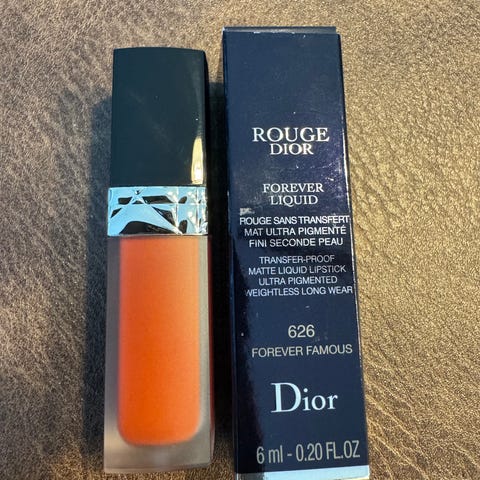 ROUGE
DIOR
FOREVER
LIQUID
ROUGE SANS TRANSFERT
MAT ULTRA PIGMENTÉ
FINI SECONDE PEAU
TRANSFER-PROOF
MATTE LIQUID LIPSTICK
ULTRA PIGMENTED
WEIGHTLESS LONG WEAR
626
FOREVER FAMOUS
Dior
6 ml - 0.20 FL.OZ